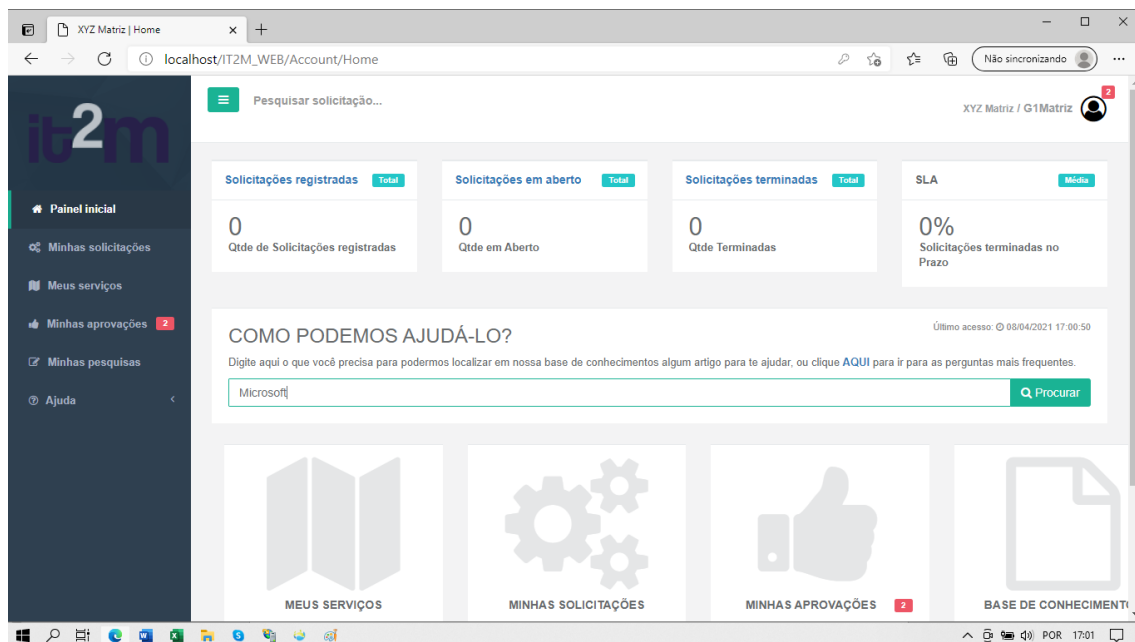 XYZ Matriz | Home
localhost/IT2M_WEB/Account/Home
Não sincronizando
it2m
Pesquisar solicitação...
XYZ Matriz / G1Matriz
2
Painel inicial
Minhas solicitações
Meus serviços
Minhas aprovações 2
Minhas pesquisas
Ajuda
Solicitações registradas Total
0
Qtde de Solicitações registradas
Solicitações em aberto Total
0
Qtde em Aberto
Solicitações terminadas Total
0
Qtde Terminadas
SLA Média
0%
Solicitações terminadas no
Prazo
COMO PODEMOS AJUDÁ-LO?
Último acesso: 08/04/2021 17:00:50
Digite aqui o que você precisa para podermos localizar em nossa base de conhecimentos algum artigo para te ajudar, ou clique AQUI para ir para as perguntas mais frequentes.
Microsoft
Procurar
MEUS SERVIÇOS
MINHAS SOLICITAÇÕES
MINHAS APROVAÇÕES 2
BASE DE CONHECIMENT
POR 17:01